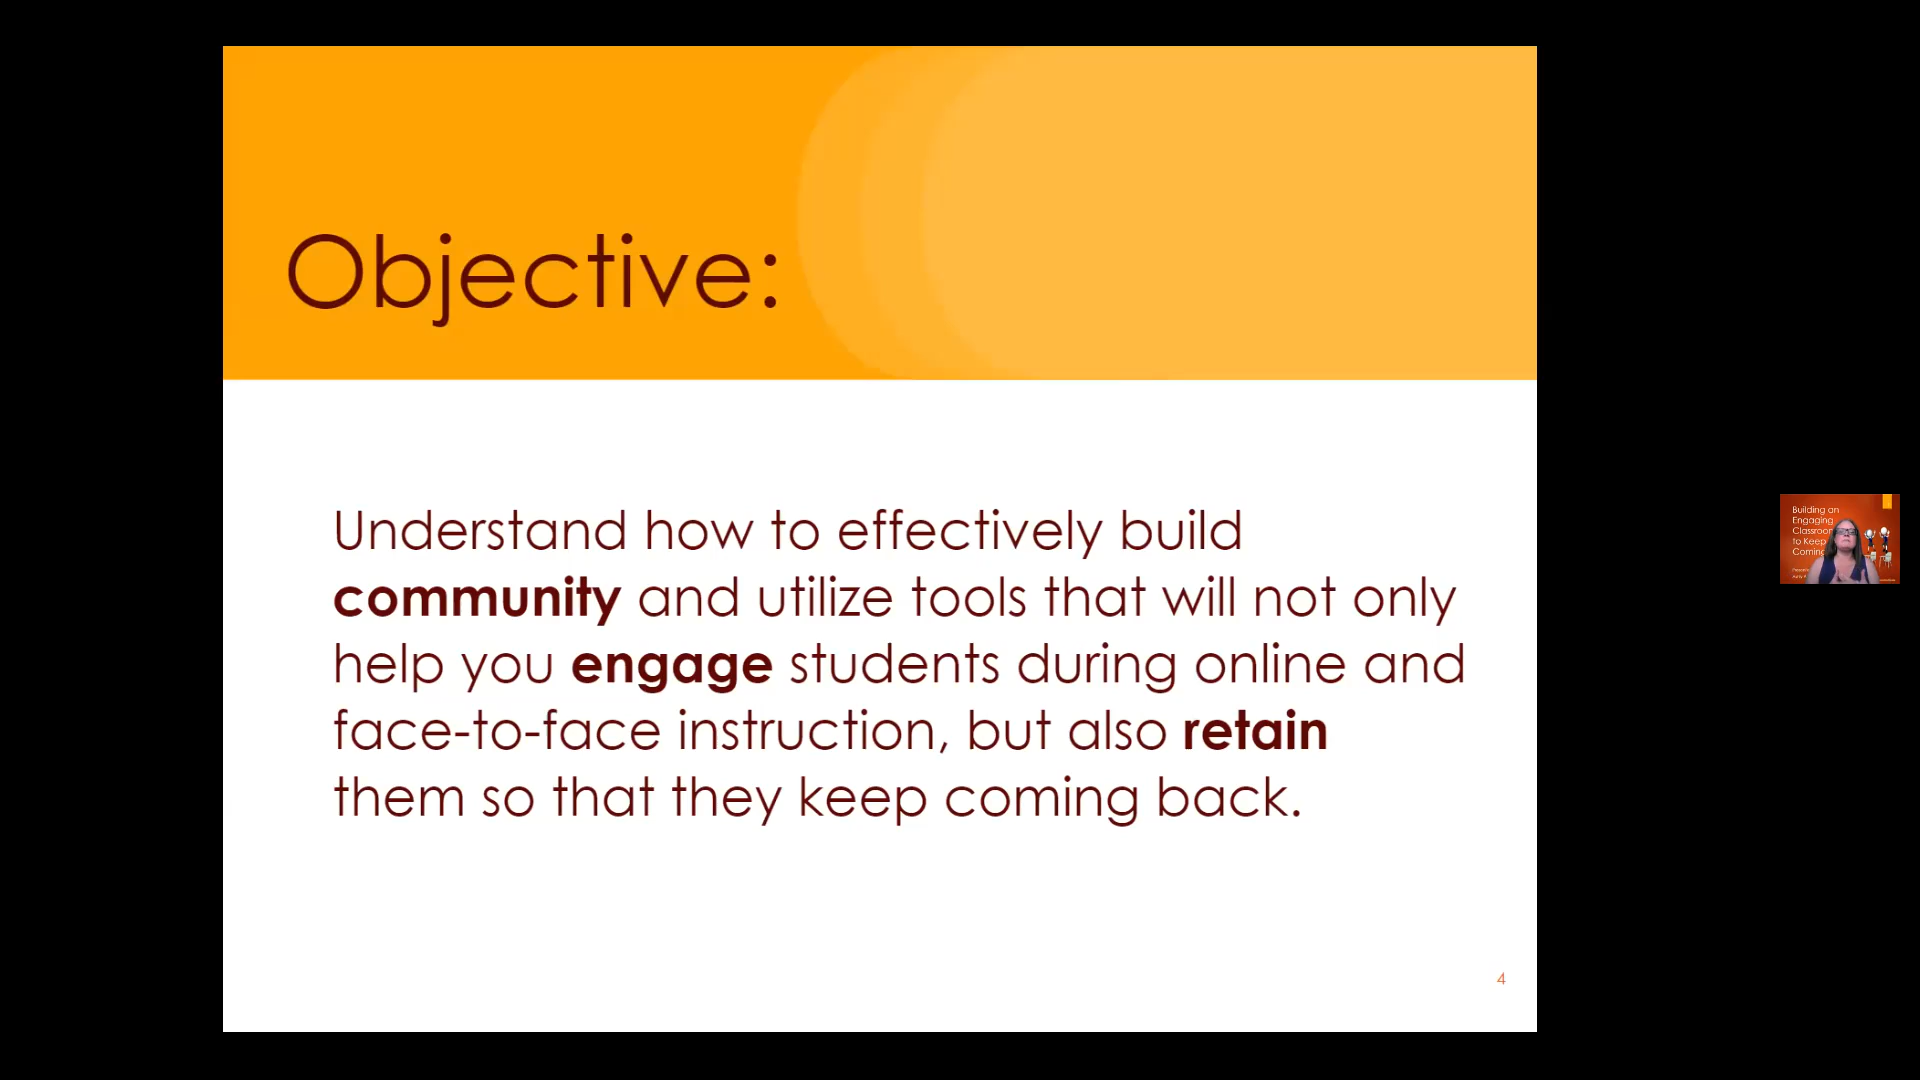 Objective:
Understand how to effectively build
community and utilize tools that will not only
help you engage students during online and
face-to-face instruction, but also retain
them so that they keep coming back.
4
Building an
Engaging
to Keep